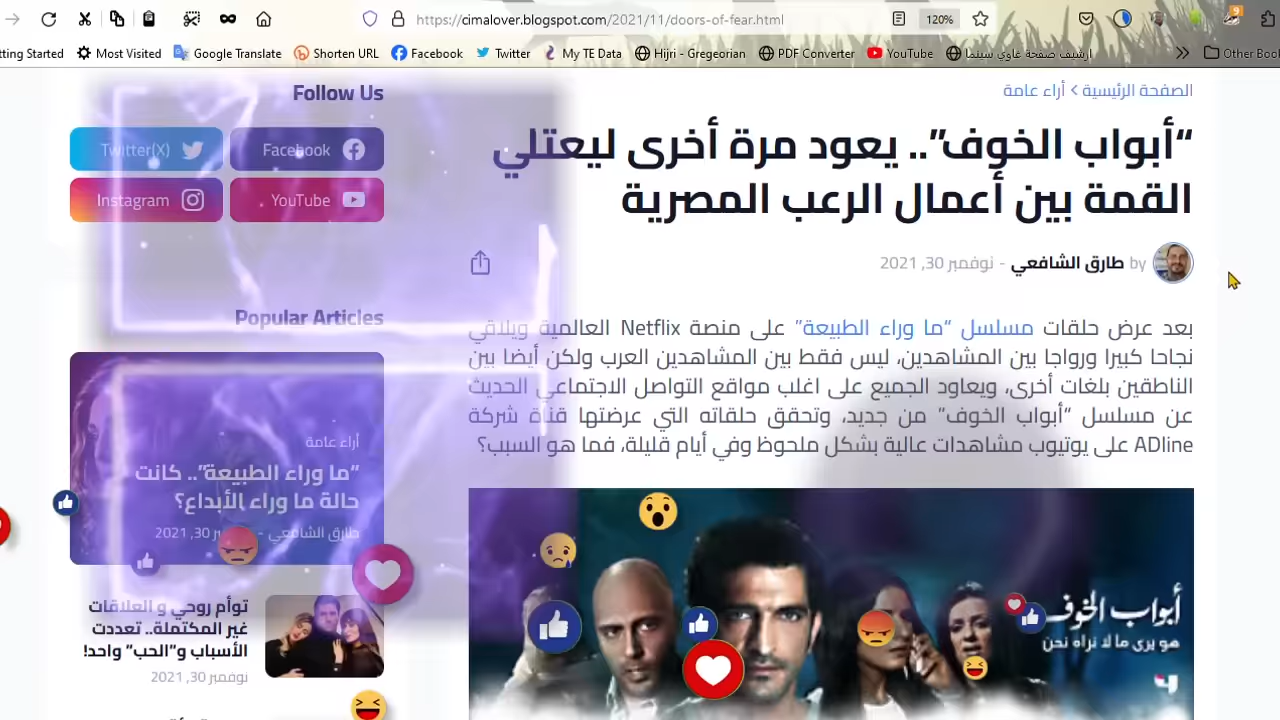 https://cimalover.blogspot.com/2021/11/doors-of-fear.html
120%
9
tting Started
Most Visited
Google Translate
Shorten URL
Facebook
Twitter
My TE Data
Hijri - Gregeorian
PDF Converter
YouTube
ارشيف صفحة غاوي سينما
Other Book
الصفحة الرئيسية > أراء عامة
“أبواب الخوف”.. يعود مرة أخرى ليعتلي
القمة بين أعمال الرعب المصرية
by طارق الشافعي - نوفمبر 30, 2021
بعد عرض حلقات مسلسل “ما وراء الطبيعة” على منصة Netflix العالمية ويلاقي
نجاحا كبيرا ورواجا بين المشاهدين، ليس فقط بين المشاهدين العرب ولكن أيضا بين
الناطقين بلغات أخرى، ويعاود الجميع على اغلب مواقع التواصل الاجتماعي الحديث
عن مسلسل “أبواب الخوف” من جديد، وتحقق حلقاته التي عرضتها قناة شركة
ADline على يوتيوب مشاهدات عالية بشكل ملحوظ وفي أيام قليلة، فما هو السبب؟
أبواب الخوف
هو يرى ما لا نراه نحن
Follow Us
Twitter(X)
Facebook
Instagram
YouTube
Popular Articles
أراء عامة
“ما وراء الطبيعة”.. كانت
حالة ما وراء الأبداع؟
طارق الشافعي - نوفمبر 30, 2021
توأم روحي و العلاقات
غير المكتملة.. تعددت
الأسباب و”الحب” واحد!
نوفمبر 30, 2021